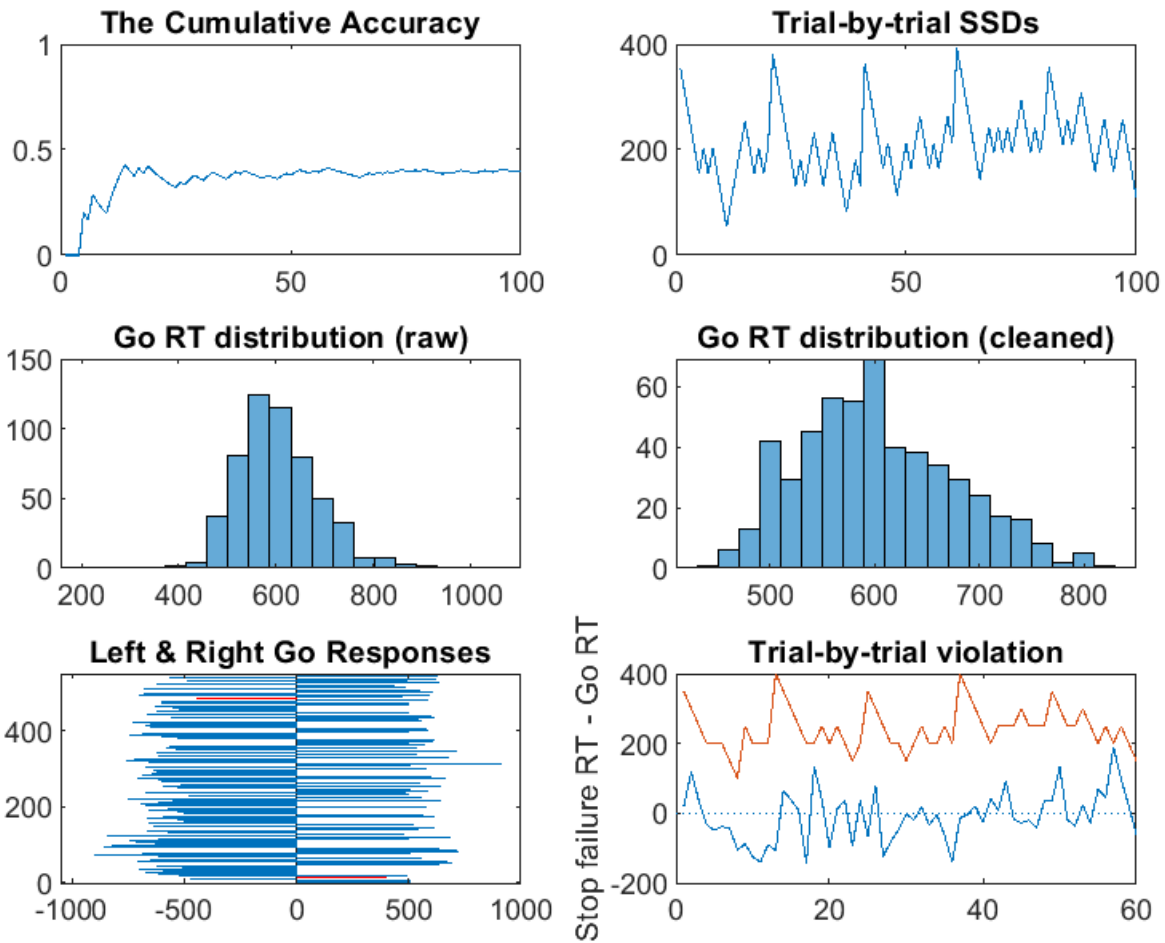 The Cumulative Accuracy
1
0.5
0
0 50 100
Trial-by-trial SSDs
400
200
0
0 50 100
Go RT distribution (raw)
150
100
50
0
200 400 600 800 1000
Go RT distribution (cleaned)
60
40
20
0
500 600 700 800
Left & Right Go Responses
400
200
0
-1000 -500 0 500 1000
Trial-by-trial violation
Stop failure RT - Go RT
400
200
0
-200
0 20 40 60